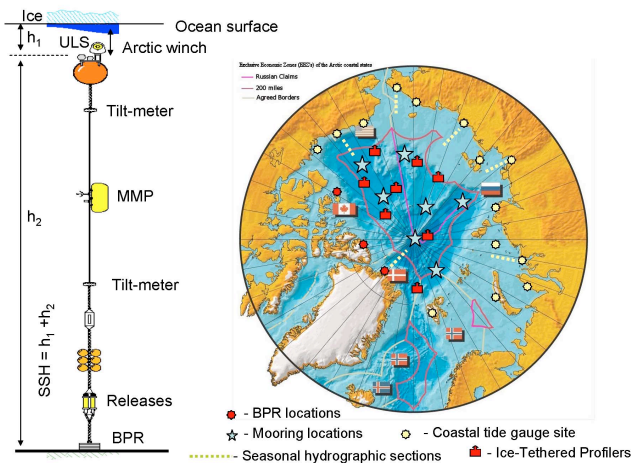 Ice
Ocean surface
h1
ULS
Arctic winch
Tilt-meter
MMP
h2
Tilt-meter
SSH = h1 +h2
Releases
BPR
Exclusive Economic Zones (EEZ's) of the Arctic coastal states
Russian Claims
200 miles
Agreed Borders
- BPR locations
- Mooring locations
- Coastal tide gauge site
- Seasonal hydrographic sections
- Ice-Tethered Profilers